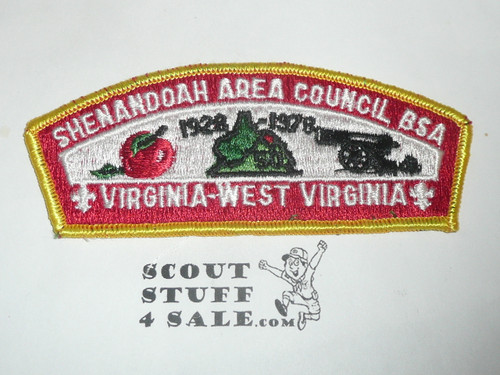 SHENANDOAH AREA COUNCIL BSA
1928 - 1978
50
VIRGINIA-WEST VIRGINIA
SCOUT
STUFF
4 SALE.COM